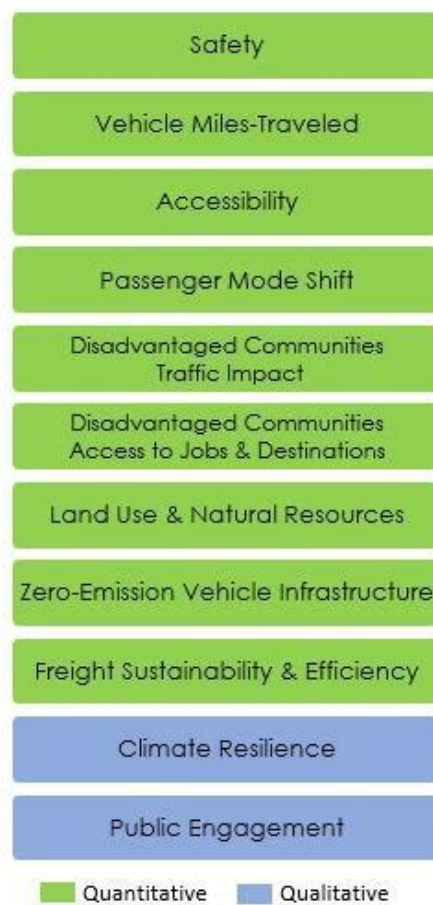 Safety
Vehicle Miles-Traveled
Accessibility
Passenger Mode Shift
Disadvantaged Communities
Traffic Impact
Disadvantaged Communities
Access to Jobs & Destinations
Land Use & Natural Resources
Zero-Emission Vehicle Infrastructure
Freight Sustainability & Efficiency
Climate Resilience
Public Engagement
Quantitative Qualitative